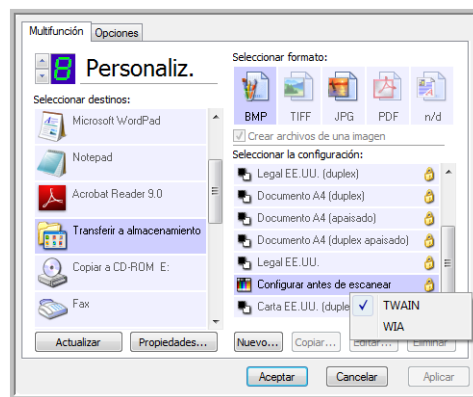 Multifunción
Opciones
8
Personaliz.
Seleccionar destinos:
Microsoft WordPad
Notepad
Acrobat Reader 9.0
Transferir a almacenamiento
Copiar a CD-ROM E:
Fax
Actualizar
Propiedades...
Seleccionar formato:
BMP
TIFF
JPG
PDF
n/d
Crear archivos de una imagen
Seleccionar la configuración:
Legal EE.UU. (duplex)
Documento A4 (duplex)
Documento A4 (apaisado)
Documento A4 (duplex apaisado)
Legal EE.UU.
Configurar antes de escanear
Carta EE.UU. (duple
TWAIN
WIA
Nuevo...
Copiar...
Editar...
Eliminar
Aceptar
Cancelar
Aplicar